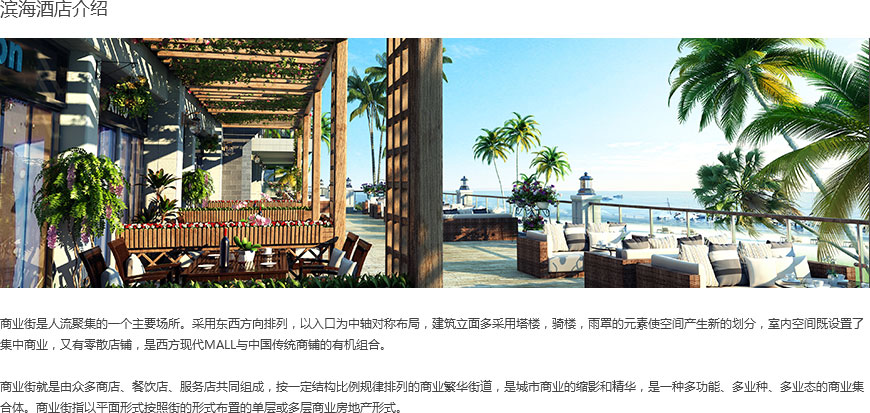 滨海酒店介绍
on
商业街是人流聚集的一个主要场所。采用东西方向排列，以入口为中轴对称布局，建筑立面多采用塔楼，骑楼，雨罩的元素使空间产生新的划分，室内空间既设置了
集中商业，又有零散店铺，是西方现代MALL与中国传统商铺的有机组合。
商业街就是由众多商店、餐饮店、服务店共同组成，按一定结构比例规律排列的商业繁华街道，是城市商业的缩影和精华，是一种多功能、多业种、多业态的商业集
合体。商业街指以平面形式按照街的形式布置的单层或多层商业房地产形式。